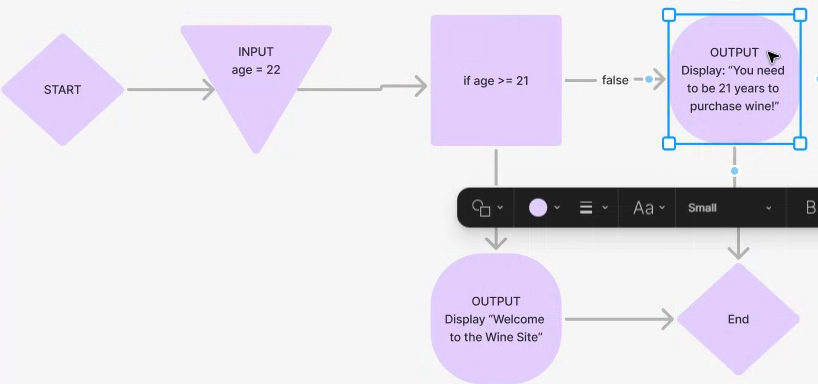 START
INPUT
age = 22
if age >= 21
false
OUTPUT
Display: “You need
to be 21 years to
purchase wine!”
Aa
Small
B
OUTPUT
Display “Welcome
to the Wine Site”
End